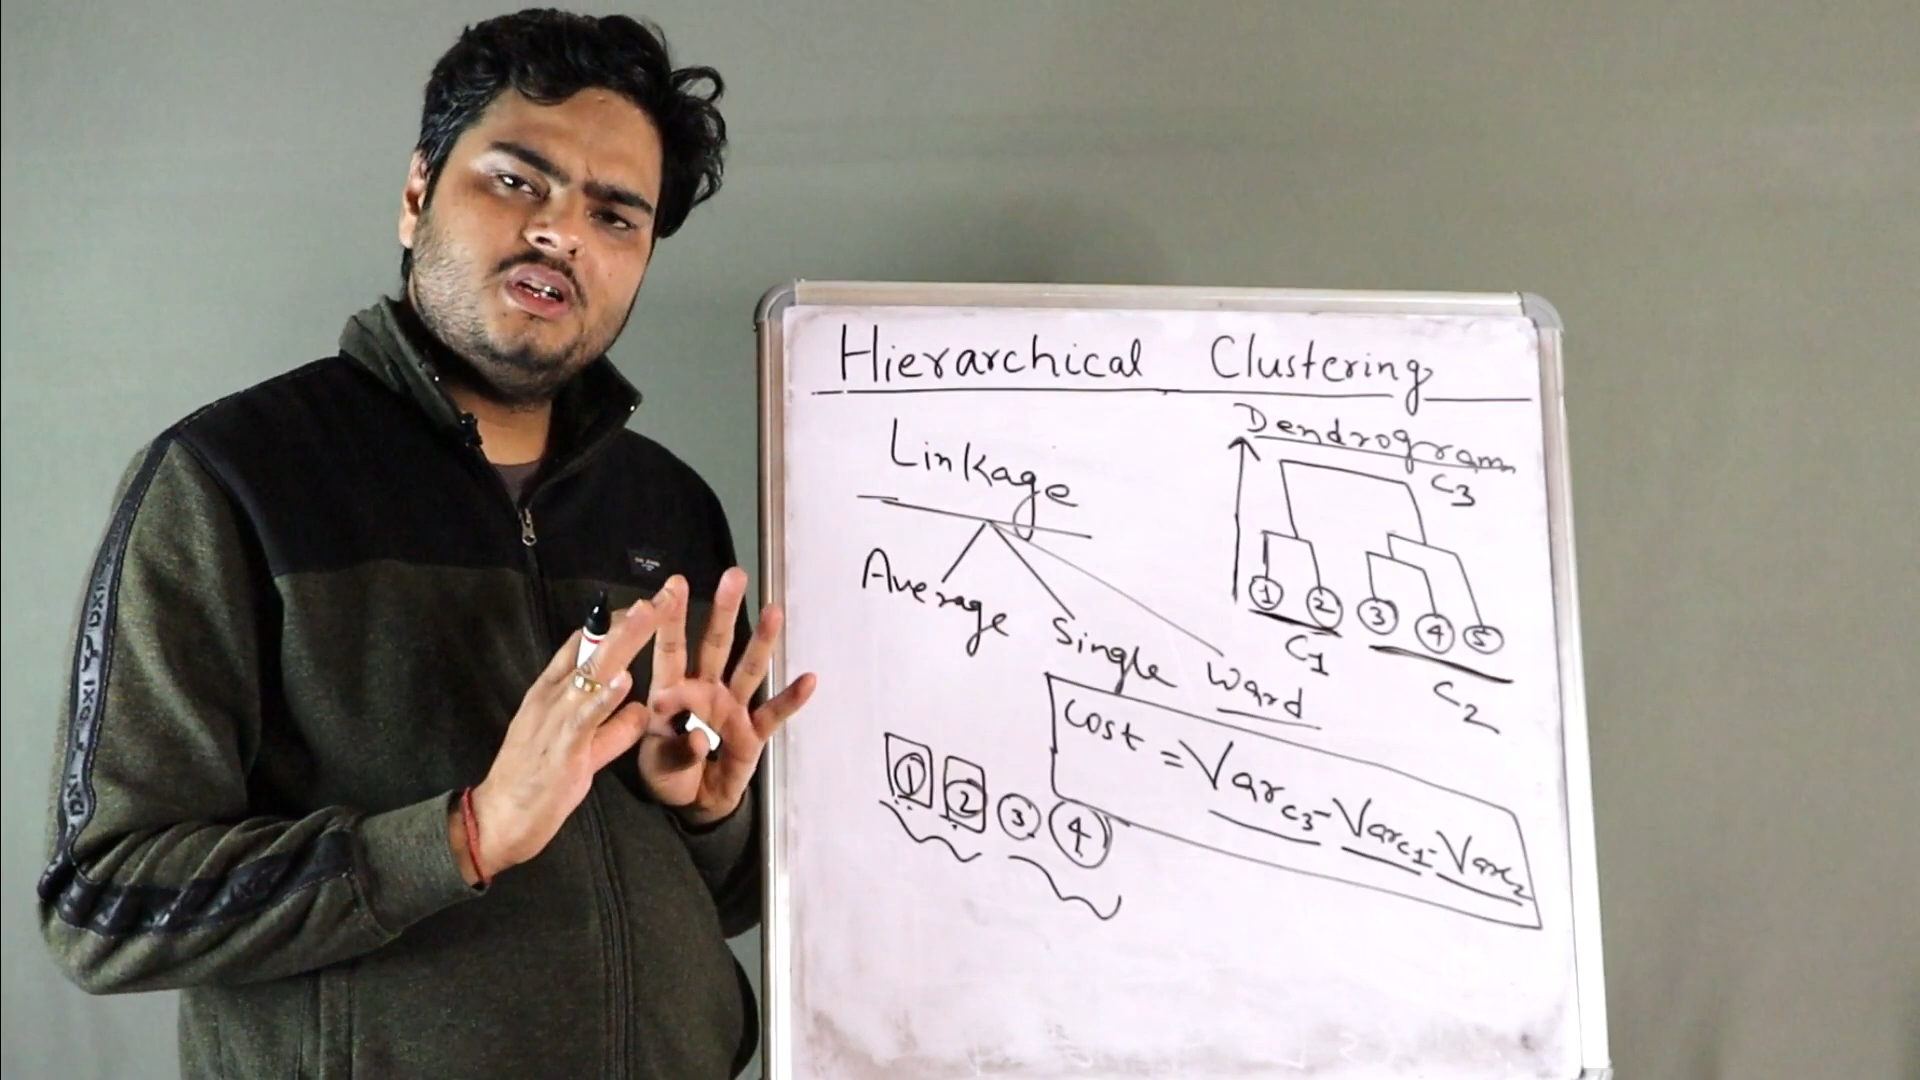 Hierarchical Clustering
Linkage
Average Single Ward
Dendrogram
C3
1 2 3 4 5
C1
C2
Cost = Varc3 - Varc1 - Varc2
1 2 3 4